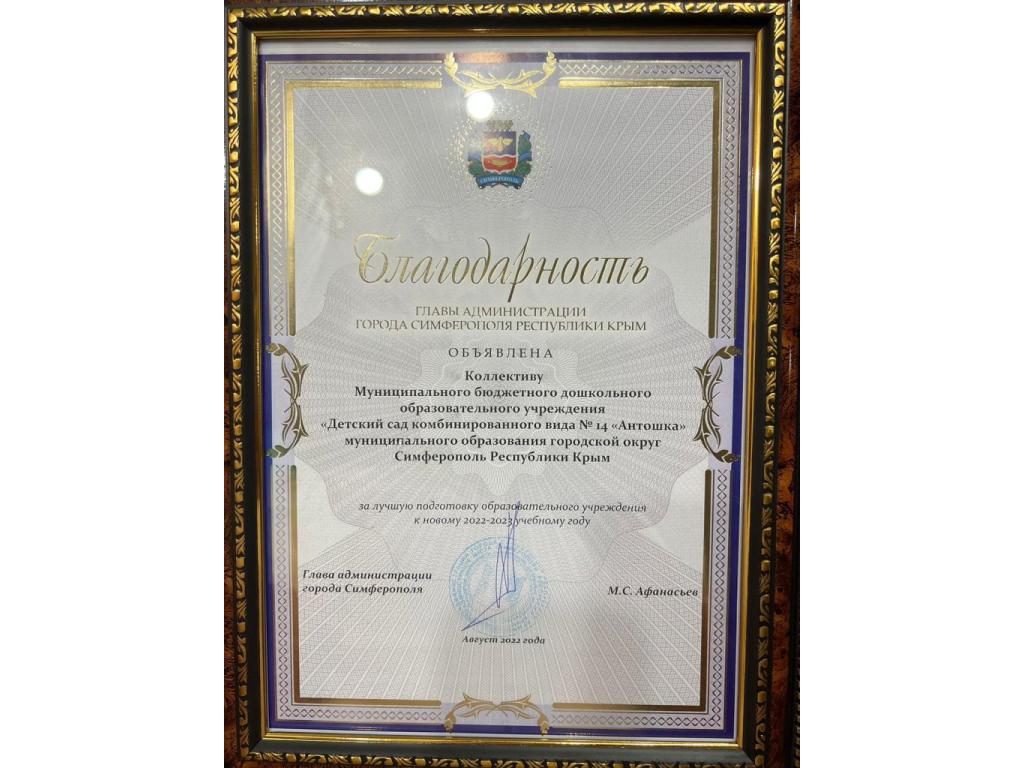 СИМФЕРОПОЛЬ
Благодарность
ГЛАВЫ АДМИНИСТРАЦИИ
ГОРОДА СИМФЕРОПОЛЯ РЕСПУБЛИКИ КРЫМ
ОБЪЯВЛЕНА
Коллективу
Муниципального бюджетного дошкольного
образовательного учреждения
«Детский сад комбинированного вида № 14 «Антошка»
муниципального образования городской округ
Симферополь Республики Крым
за лучшую подготовку образовательного учреждения
к новому 2022-2023 учебному году
Глава администрации
города Симферополя
М.С. Афанасьев
Август 2022 года